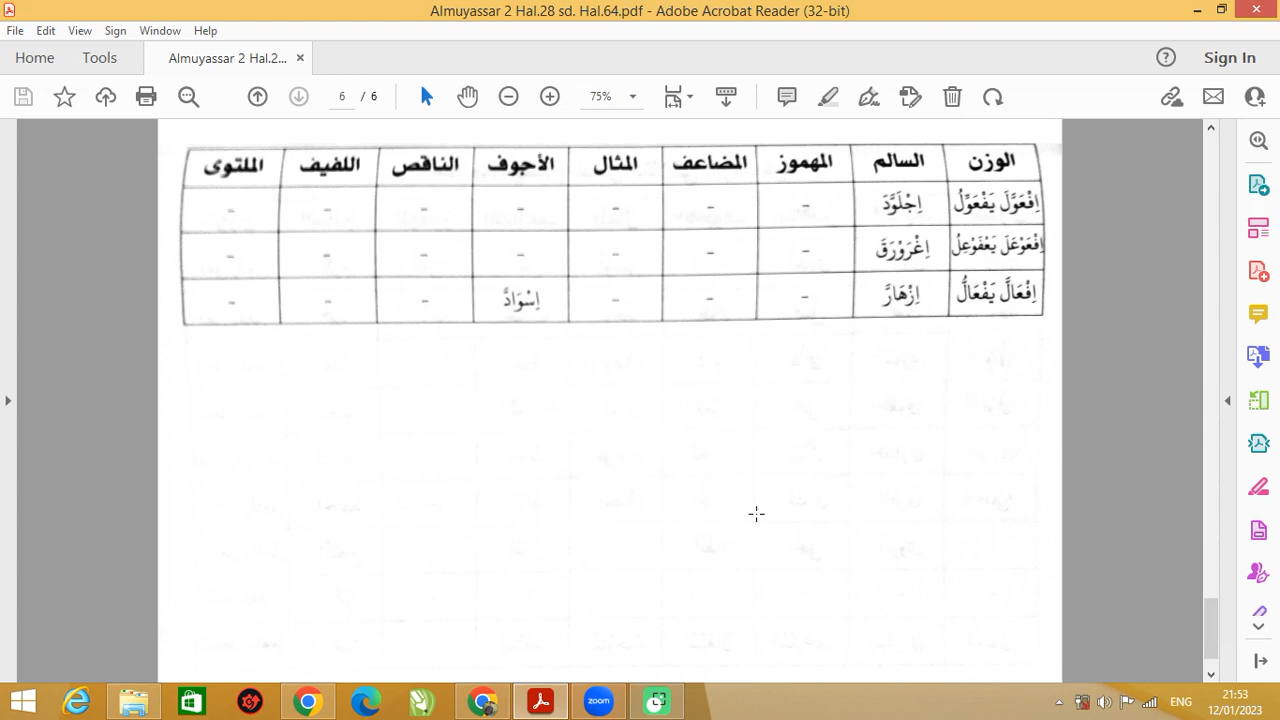 Almuyassar 2 Hal.28 sd. Hal.64.pdf - Adobe Acrobat Reader (32-bit)
File Edit View Sign Window Help
Home Tools Almuyassar 2 Hal.2... × Sign In
6 / 6 75%
الوزن السالم المهموز المضاعف المثال الأجوف الناقص اللفيف الملتوى
اِفْعَوَّلَ يَفْعَوِّلُ اِجْلَوَّدَ - - - - - - -
اِفْعَوْعَلَ يَعْفَوْعِلُ اِغْرَوْرَقَ - - - - - - -
اِفْعَالَّ يَفْعَالُّ اِزْهَارَّ - - - اِسْوَادَّ - - -
zoom
ENG
21:53
12/01/2023